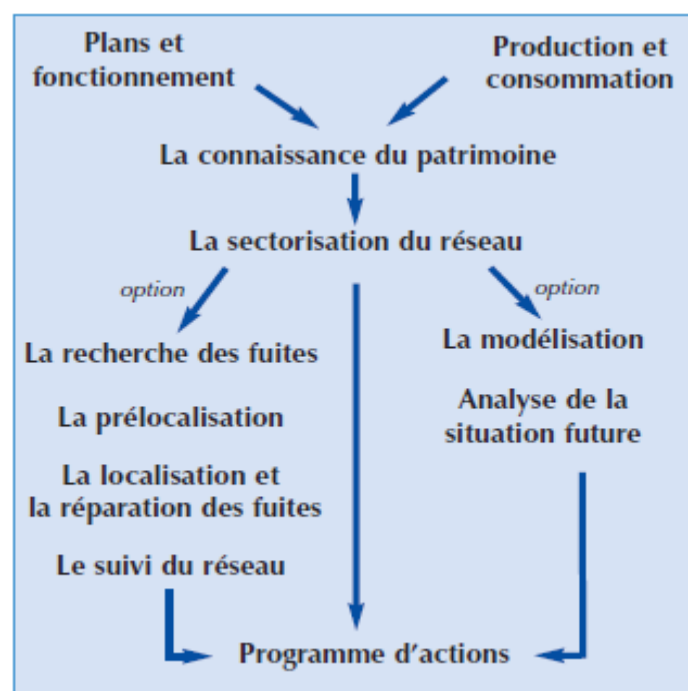 Plans et
fonctionnement
Production et
consommation
La connaissance du patrimoine
La sectorisation du réseau
option
option
La recherche des fuites
La prélocalisation
La localisation et
la réparation des fuites
Le suivi du réseau
La modélisation
Analyse de la
situation future
Programme d'actions